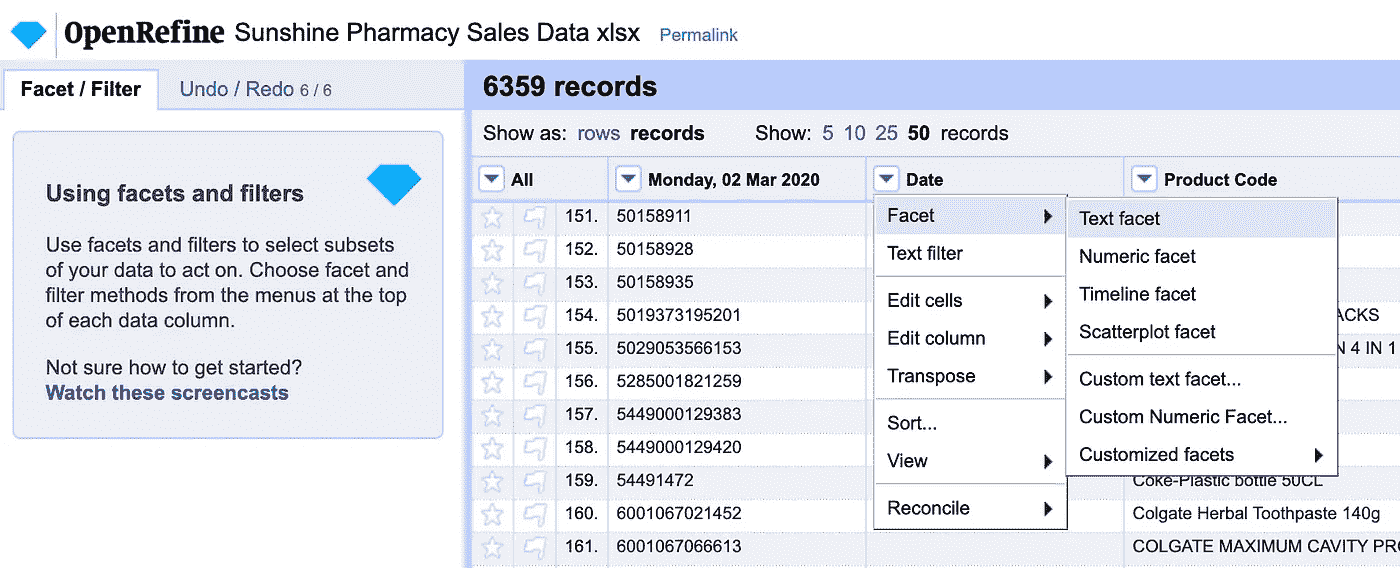 OpenRefine Sunshine Pharmacy Sales Data xlsx Permalink
Facet / Filter Undo / Redo 6 / 6
6359 records
Show as: rows records Show: 5 10 25 50 records
Using facets and filters
Use facets and filters to select subsets
of your data to act on. Choose facet and
filter methods from the menus at the top
of each data column.
Not sure how to get started?
Watch these screencasts
All Monday, 02 Mar 2020 Date Product Code
151. 50158911
152. 50158928
153. 50158935
154. 5019373195201 ACKS
155. 5029053566153 N 4 IN 1
156. 5285001821259
157. 5449000129383
158. 5449000129420
159. 54491472 Coke-Plastic bottle 50CL
160. 6001067021452 Colgate Herbal Toothpaste 140g
161. 6001067066613 COLGATE MAXIMUM CAVITY PR
Facet
Text filter
Edit cells
Edit column
Transpose
Sort...
View
Reconcile
Text facet
Numeric facet
Timeline facet
Scatterplot facet
Custom text facet...
Custom Numeric Facet...
Customized facets